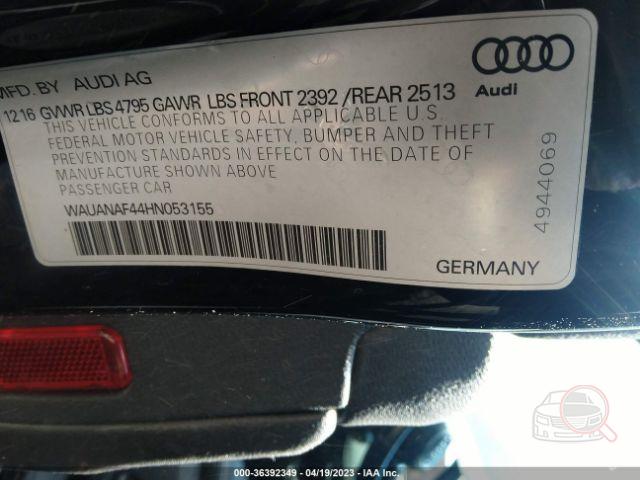 MFD. BY AUDI AG
12 16 GVWR LBS 4795 GAWR LBS FRONT 2392 /REAR 2513
THIS VEHICLE CONFORMS TO ALL APPLICABLE U.S.
FEDERAL MOTOR VEHICLE SAFETY, BUMPER AND THEFT
PREVENTION STANDARDS IN EFFECT ON THE DATE OF
MANUFACTURE SHOWN ABOVE
PASSENGER CAR
WAUANAF44HN053155
Audi
4944069
GERMANY
000-36392349 / 04/19/2023 - IAA Inc.